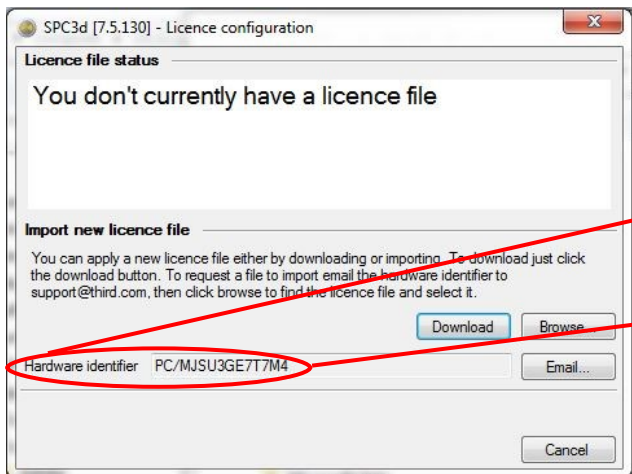 SPC3d [7.5.130] - Licence configuration
Licence file status
You don't currently have a licence file
Import new licence file
You can apply a new licence file either by downloading or importing. To download just click
the download button. To request a file to import email the hardware identifier to
support@third.com, then click browse to find the licence file and select it.
Download Browse...
Hardware identifier PC/MJSU3GE7T7M4 Email...
Cancel